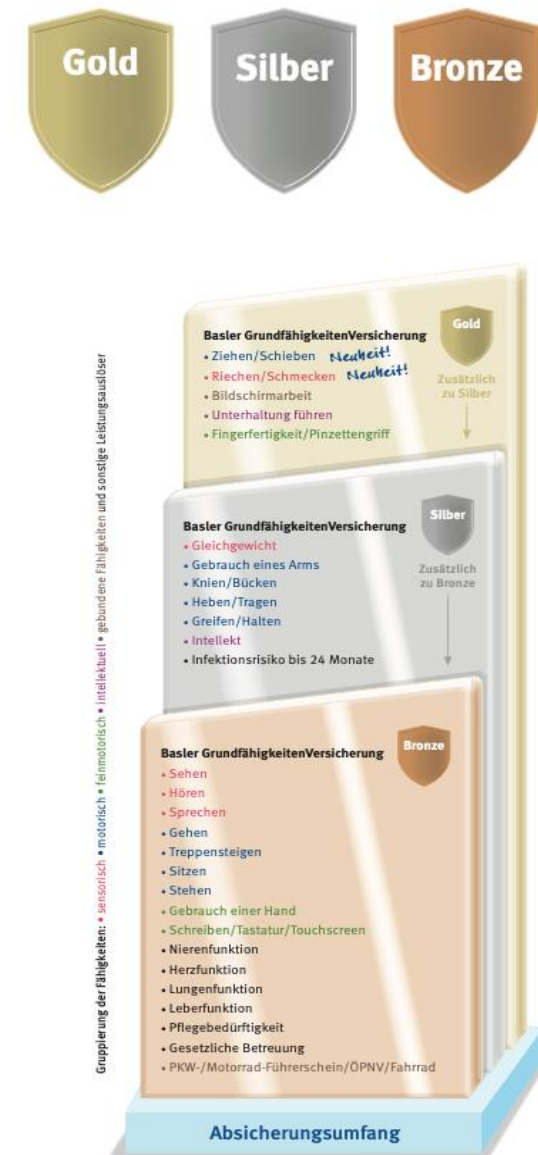 Gold
Silber
Bronze
Basler GrundfähigkeitenVersicherung
• Ziehen/Schieben Neuheit!
• Riechen/Schmecken Neuheit!
• Bildschirmarbeit
• Unterhaltung führen
• Fingerfertigkeit/Pinzettengriff
Gold
Zusätzlich
zu Silber
Basler GrundfähigkeitenVersicherung
• Gleichgewicht
• Gebrauch eines Arms
• Knien/Bücken
• Heben/Tragen
• Greifen/Halten
• Intellekt
• Infektionsrisiko bis 24 Monate
Silber
Zusätzlich
zu Bronze
Basler GrundfähigkeitenVersicherung
• Sehen
• Hören
• Sprechen
• Gehen
• Treppensteigen
• Sitzen
• Stehen
• Gebrauch einer Hand
• Schreiben/Tastatur/Touchscreen
• Nierenfunktion
• Herzfunktion
• Lungenfunktion
• Leberfunktion
• Pflegebedürftigkeit
• Gesetzliche Betreuung
• PKW-/Motorrad-Führerschein/ÖPNV/Fahrrad
Bronze
Absicherungsumfang
Gruppierung der Fähigkeiten: • sensorisch • motorisch • feinmotorisch • intellektuell • gebundene Fähigkeiten und sonstige Leistungsauslöser